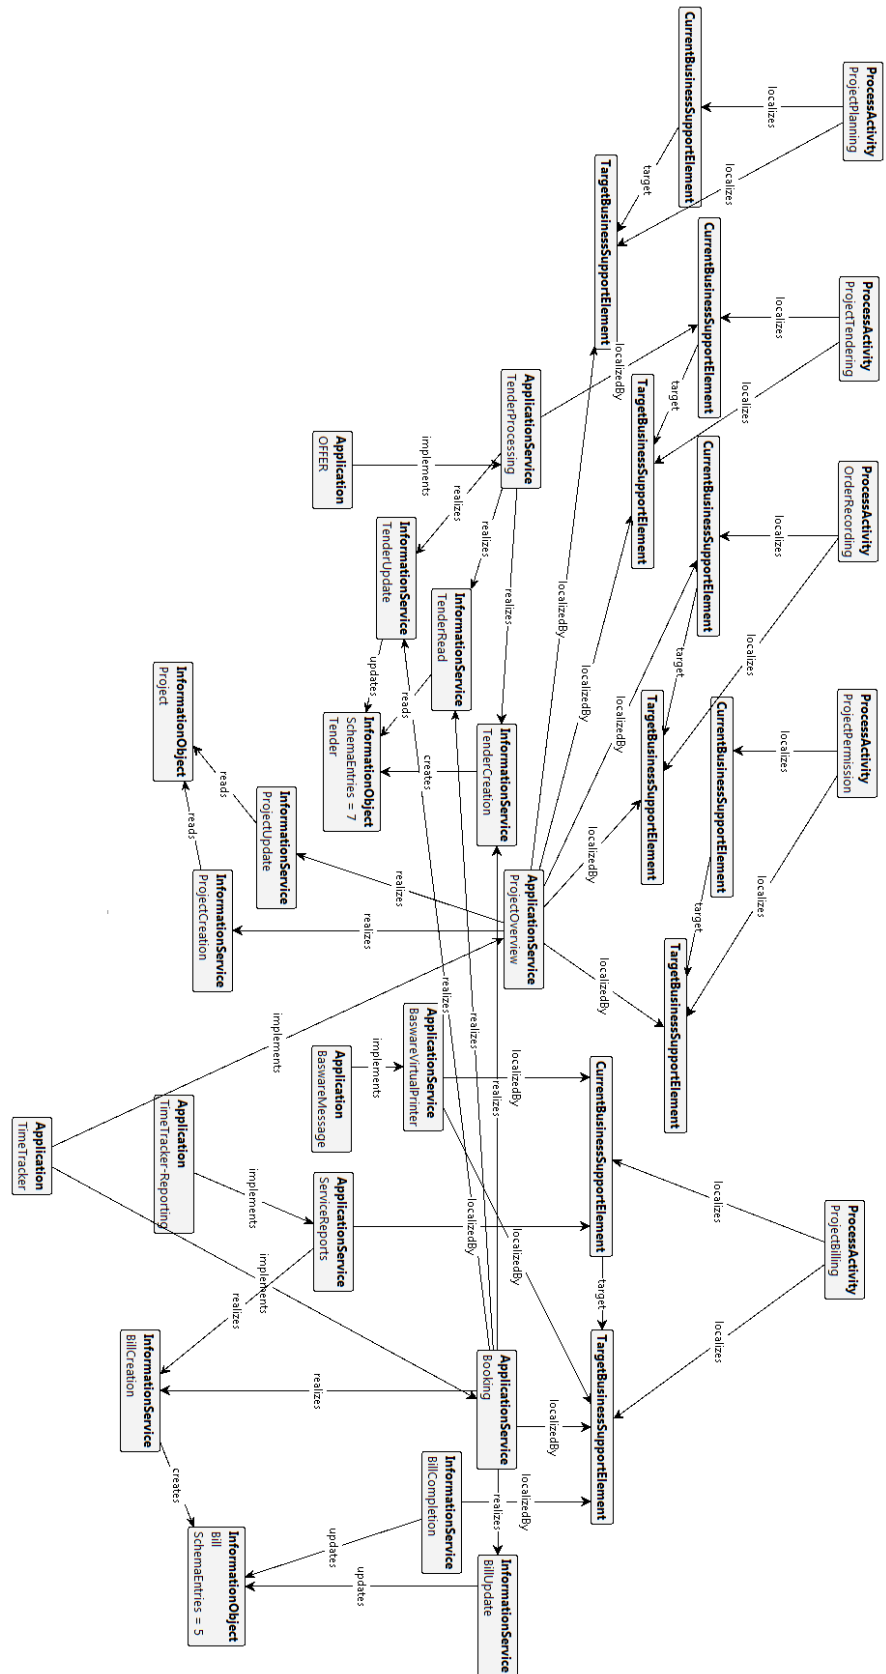 ProcessActivity
ProjectPlanning
ProcessActivity
ProjectTendering
ProcessActivity
OrderRecording
ProcessActivity
ProjectPermission
ProcessActivity
ProjectBilling
localizes
localizes
localizes
localizes
localizes
localizes
localizes
localizes
localizes
localizes
CurrentBusinessSupportElement
CurrentBusinessSupportElement
CurrentBusinessSupportElement
CurrentBusinessSupportElement
CurrentBusinessSupportElement
target
target
target
target
target
TargetBusinessSupportElement
TargetBusinessSupportElement
TargetBusinessSupportElement
TargetBusinessSupportElement
TargetBusinessSupportElement
localizedBy
localizedBy
localizedBy
localizedBy
localizedBy
localizedBy
localizedBy
localizedBy
localizedBy
localizedBy
ApplicationService
TenderProcessing
ApplicationService
ProjectOverview
ApplicationService
Booking
InformationService
TenderCreation
InformationService
BillUpdate
realizes
realizes
realizes
realizes
realizes
realizes
realizes
realizes
realizes
realizes
realizes
InformationService
TenderRead
ApplicationService
BaswareVirtualPrinter
InformationService
BillCompletion
InformationService
TenderUpdate
implements
updates
reads
creates
implements
updates
updates
Application
OFFER
InformationObject
SchemaEntries = 7
Tender
Application
BaswareMessage
ApplicationService
ServiceReports
InformationService
ProjectUpdate
implements
implements
implements
reads
reads
InformationService
ProjectCreation
InformationObject
Bill
SchemaEntries = 5
InformationObject
Project
Application
TimeTracker-Reporting
creates
InformationService
BillCreation
Application
TimeTracker